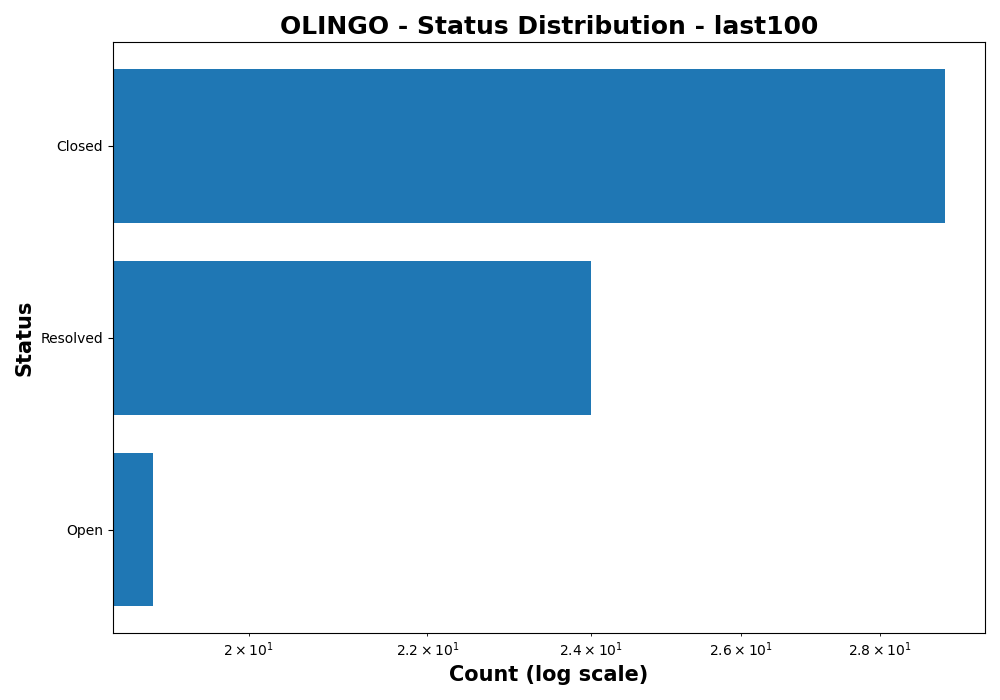 OLINGO - Status Distribution - last100
Status
Closed
Resolved
Open
2 × 10¹ 2.2 × 10¹ 2.4 × 10¹ 2.6 × 10¹ 2.8 × 10¹
Count (log scale)